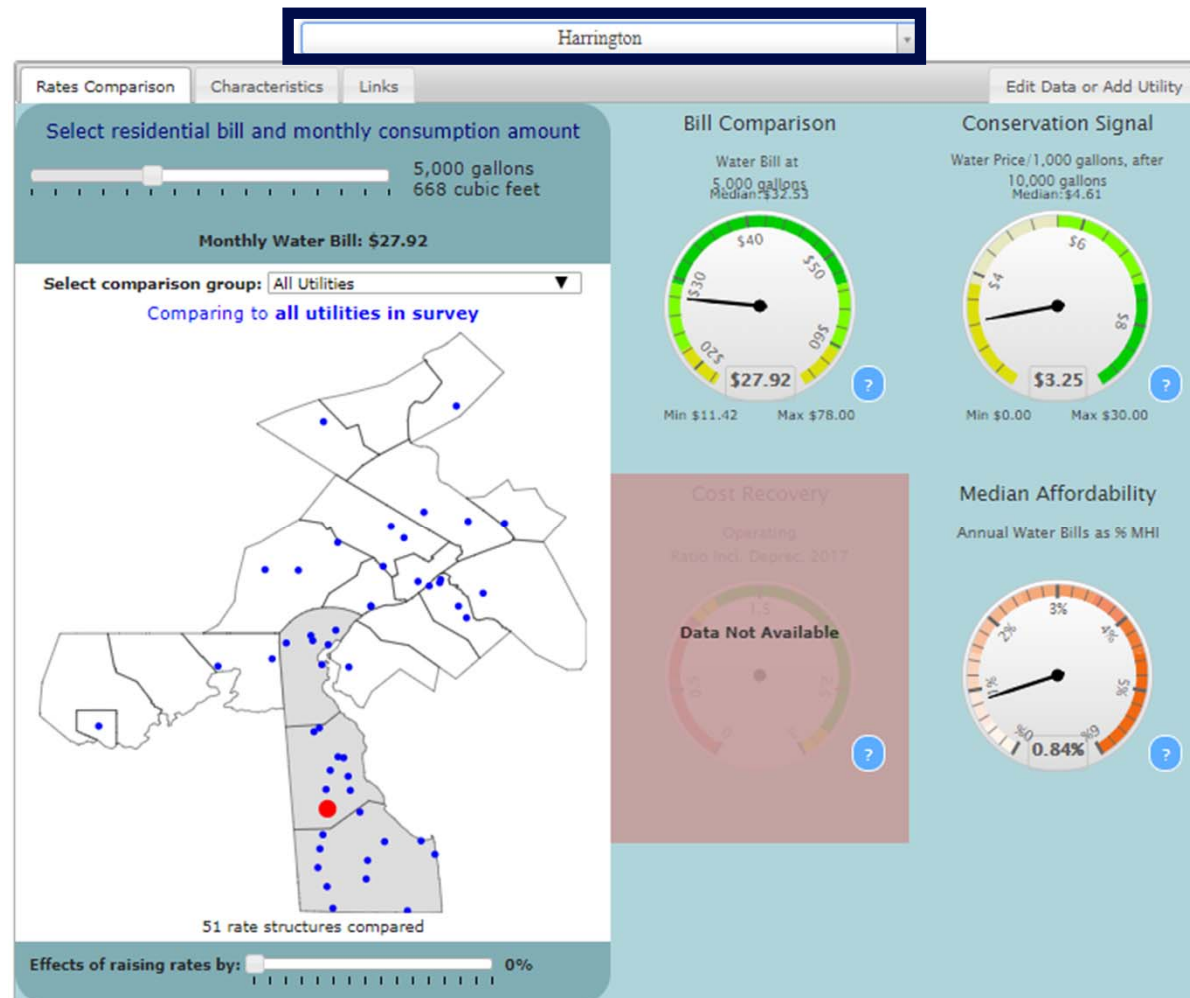 Harrington
Rates Comparison
Characteristics
Links
Edit Data or Add Utility
Select residential bill and monthly consumption amount
5,000 gallons
668 cubic feet
Monthly Water Bill: $27.92
Select comparison group: All Utilities
Comparing to all utilities in survey
51 rate structures compared
Effects of raising rates by: 0%
Bill Comparison
Water Bill at
5,000 gallons
Median:$32.53
$20
$30
$40
$50
$60
$27.92
?
Min $11.42 Max $78.00
Conservation Signal
Water Price/1,000 gallons, after
10,000 gallons
Median:$4.61
$4
$6
$8
$3.25
?
Min $0.00 Max $30.00
Cost Recovery
Operating
Ratio Incl. Deprec. 2017
1.5
0.5
Data Not Available
?
Median Affordability
Annual Water Bills as % MHI
0%
1%
2%
3%
4%
5%
6%
0.84%
?